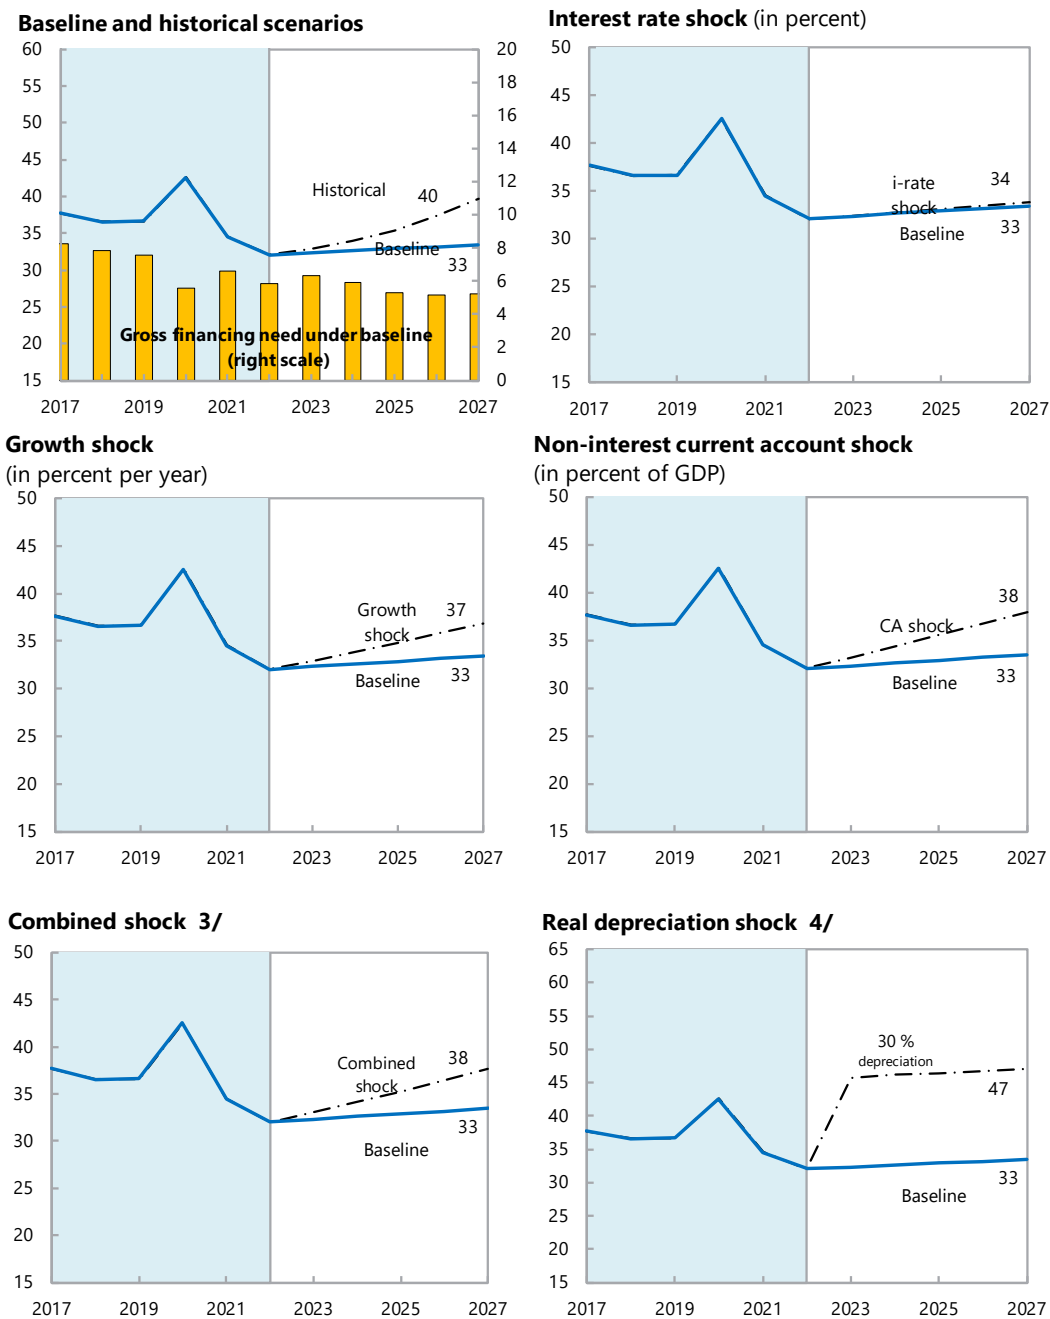 Baseline and historical scenarios
60
55
50
45
40
35
30
25
20
15
20
18
16
14
12
10
8
6
4
2
0
Historical
40
Baseline
33
Gross financing need under baseline
(right scale)
2017 2019 2021 2023 2025 2027
Interest rate shock (in percent)
50
45
40
35
30
25
20
15
i-rate
shock
34
Baseline
33
2017 2019 2021 2023 2025 2027
Growth shock
(in percent per year)
50
45
40
35
30
25
20
15
Growth
shock
37
Baseline
33
2017 2019 2021 2023 2025 2027
Non-interest current account shock
(in percent of GDP)
50
45
40
35
30
25
20
15
38
CA shock
Baseline
33
2017 2019 2021 2023 2025 2027
Combined shock 3/
50
45
40
35
30
25
20
15
Combined
shock
38
33
Baseline
2017 2019 2021 2023 2025 2027
Real depreciation shock 4/
65
60
55
50
45
40
35
30
25
20
15
30 %
depreciation
47
33
Baseline
2017 2019 2021 2023 2025 2027